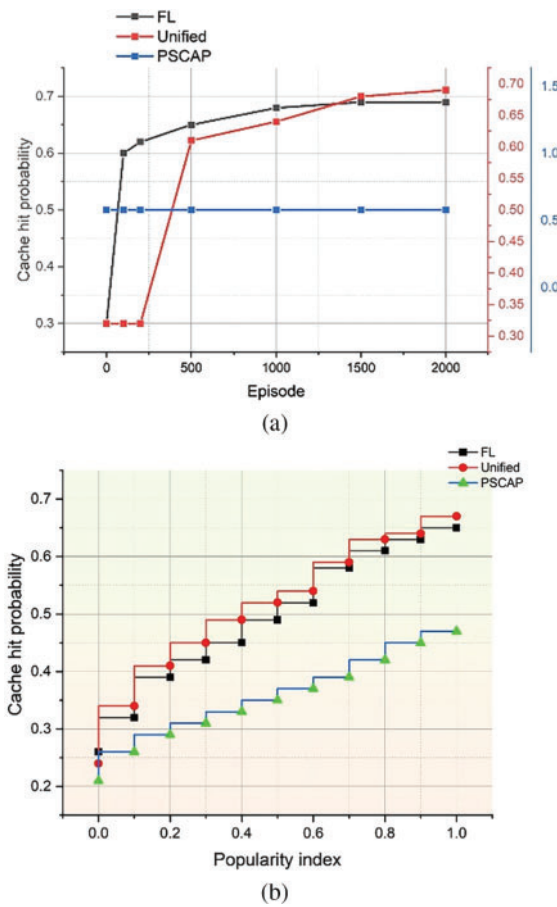 FL
Unified
PSCAP
0.7
0.6
0.5
0.4
0.3
Cache hit probability
0.70
0.65
0.60
0.55
0.50
0.45
0.40
0.35
0.30
1.5
1.0
0.5
0.0
0 500 1000 1500 2000
Episode
(a)
FL
Unified
PSCAP
0.7
0.6
0.5
0.4
0.3
0.2
Cache hit probability
0.0 0.2 0.4 0.6 0.8 1.0
Popularity index
(b)